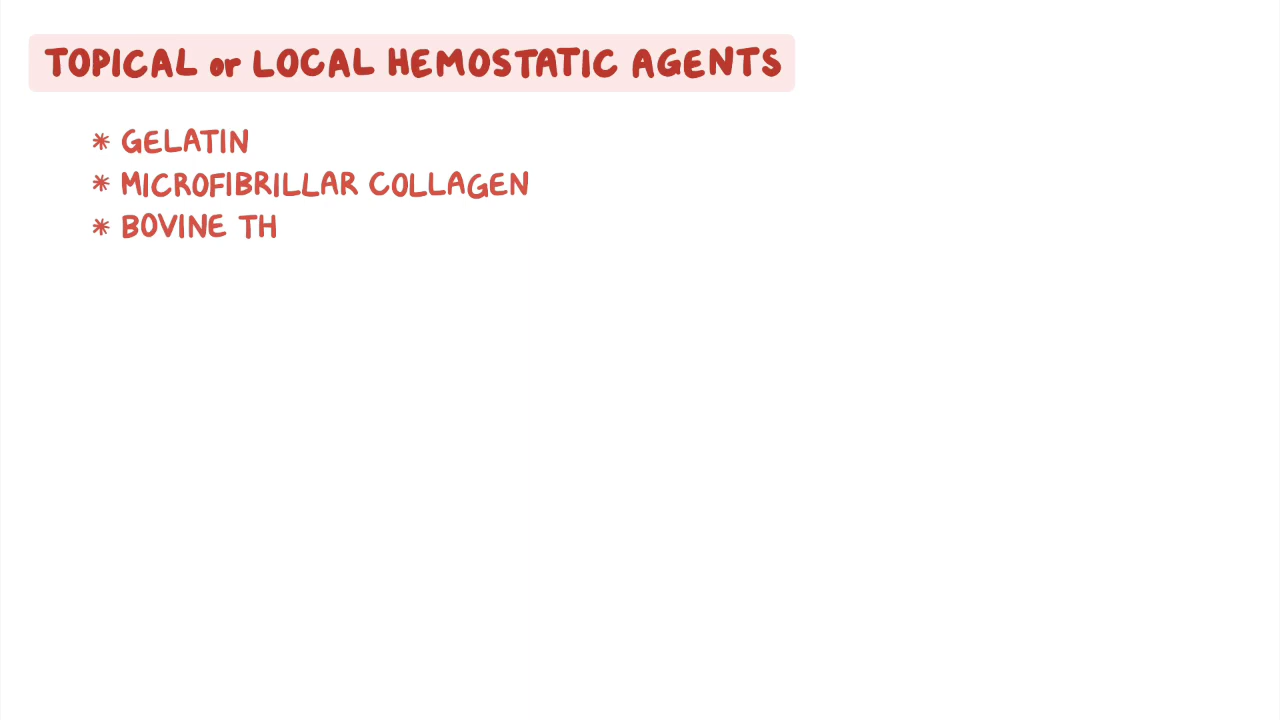 TOPICAL or LOCAL HEMOSTATIC AGENTS
* GELATIN
* MICROFIBRILLAR COLLAGEN
* BOVINE TH